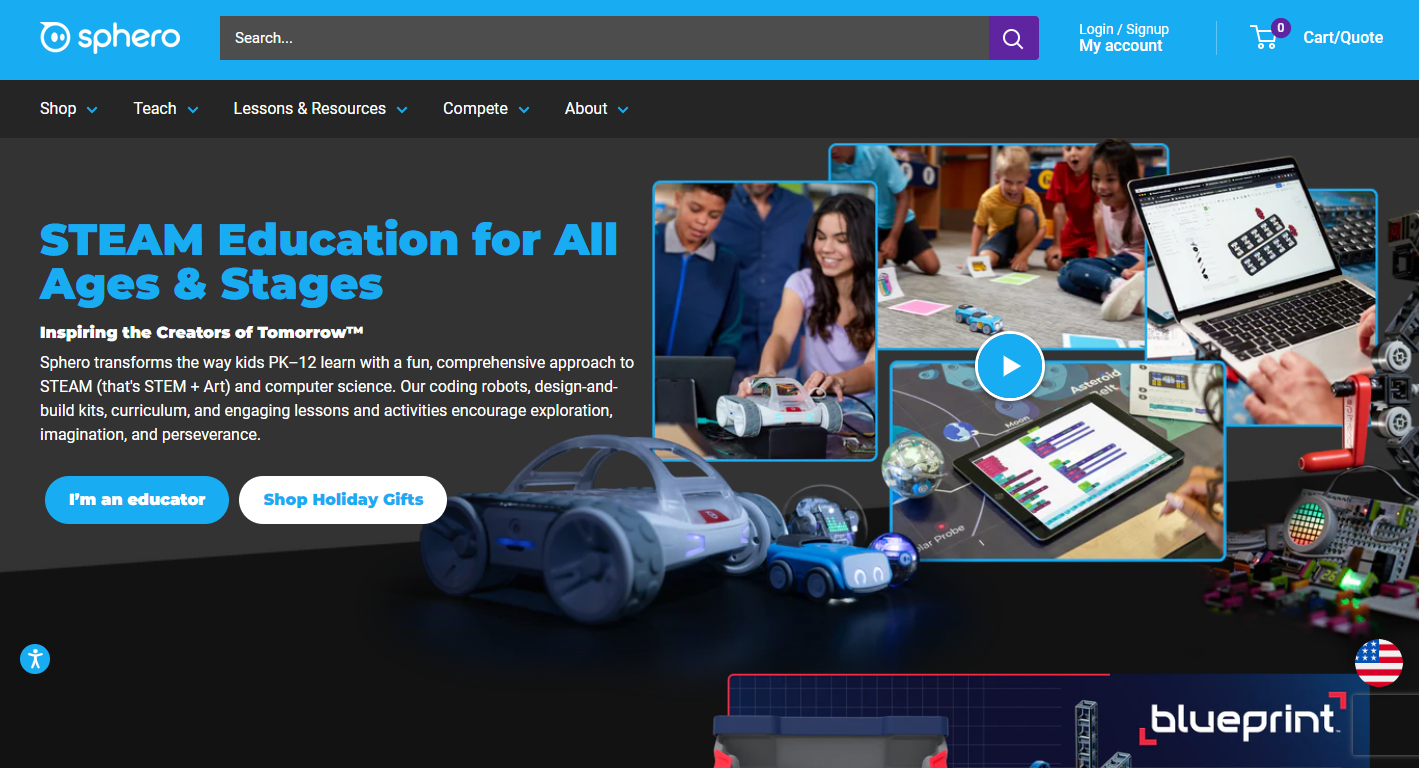 sphero
Search...
Login / Signup
My account
0
Cart/Quote
Shop
Teach
Lessons & Resources
Compete
About
STEAM Education for All
Ages & Stages
Inspiring the Creators of Tomorrow™
Sphero transforms the way kids PK–12 learn with a fun, comprehensive approach to
STEAM (that's STEM + Art) and computer science. Our coding robots, design-and-
build kits, curriculum, and engaging lessons and activities encourage exploration,
imagination, and perseverance.
I'm an educator
Shop Holiday Gifts
Asteroid
Moon
lar Probe
blueprint